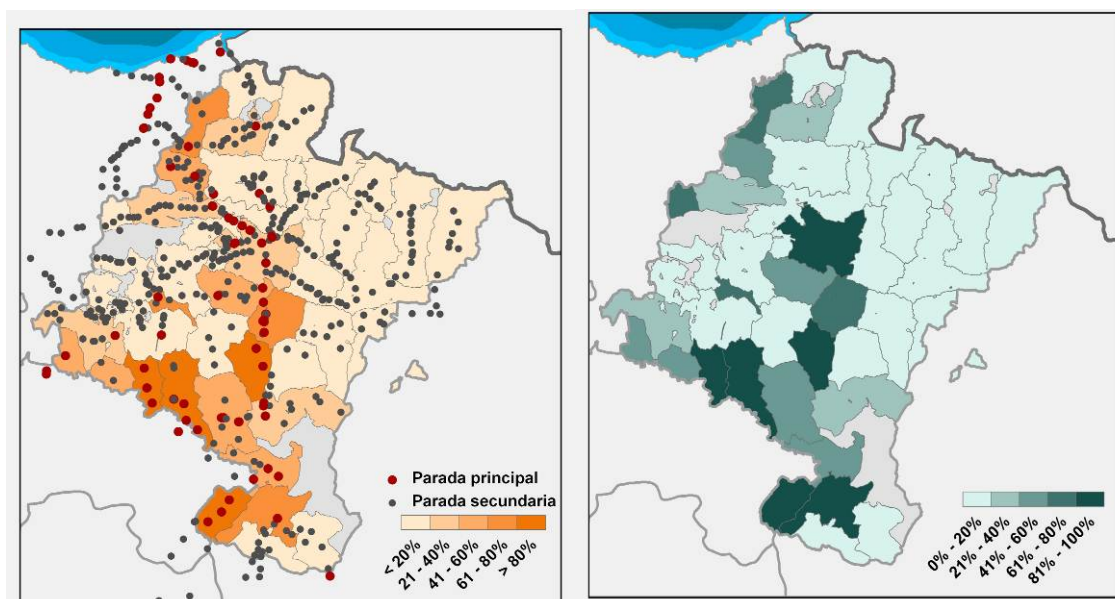 Parada principal
Parada secundaria
< 20%
21 - 40%
41 - 60%
61 - 80%
> 80%
0% - 20%
21% - 40%
41% - 60%
61% - 80%
81% - 100%